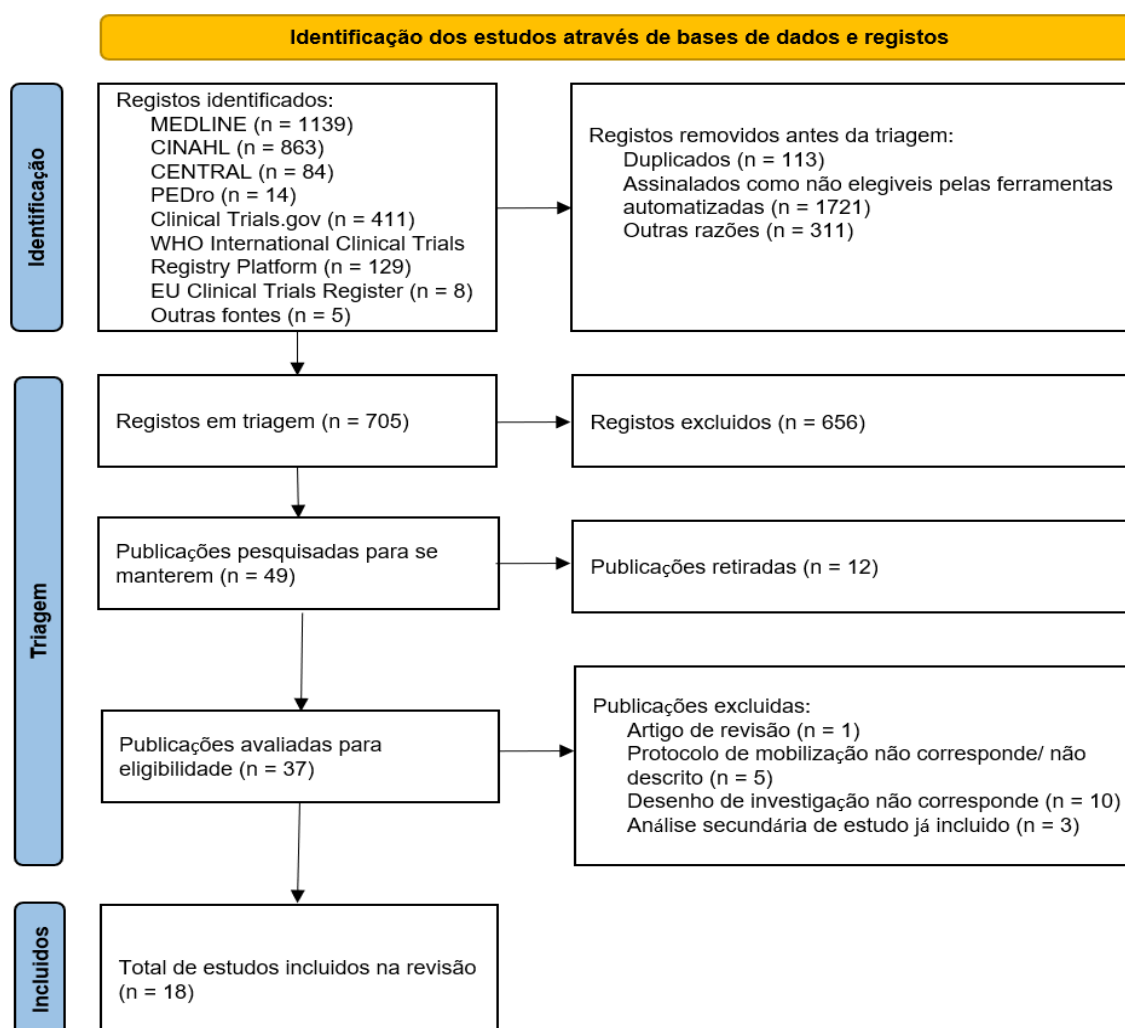 Identificação dos estudos através de bases de dados e registos
Identificação
Registos identificados:
MEDLINE (n = 1139)
CINAHL (n = 863)
CENTRAL (n = 84)
PEDro (n = 14)
Clinical Trials.gov (n = 411)
WHO International Clinical Trials
Registry Platform (n = 129)
EU Clinical Trials Register (n = 8)
Outras fontes (n = 5)
Registos removidos antes da triagem:
Duplicados (n = 113)
Assinalados como não elegiveis pelas ferramentas
automatizadas (n = 1721)
Outras razões (n = 311)
Triagem
Registos em triagem (n = 705)
Registos excluidos (n = 656)
Publicações pesquisadas para se
manterem (n = 49)
Publicações retiradas (n = 12)
Publicações avaliadas para
eligibilidade (n = 37)
Publicações excluidas:
Artigo de revisão (n = 1)
Protocolo de mobilização não corresponde/ não
descrito (n = 5)
Desenho de investigação não corresponde (n = 10)
Análise secundária de estudo já incluido (n = 3)
Incluidos
Total de estudos incluidos na revisão
(n = 18)